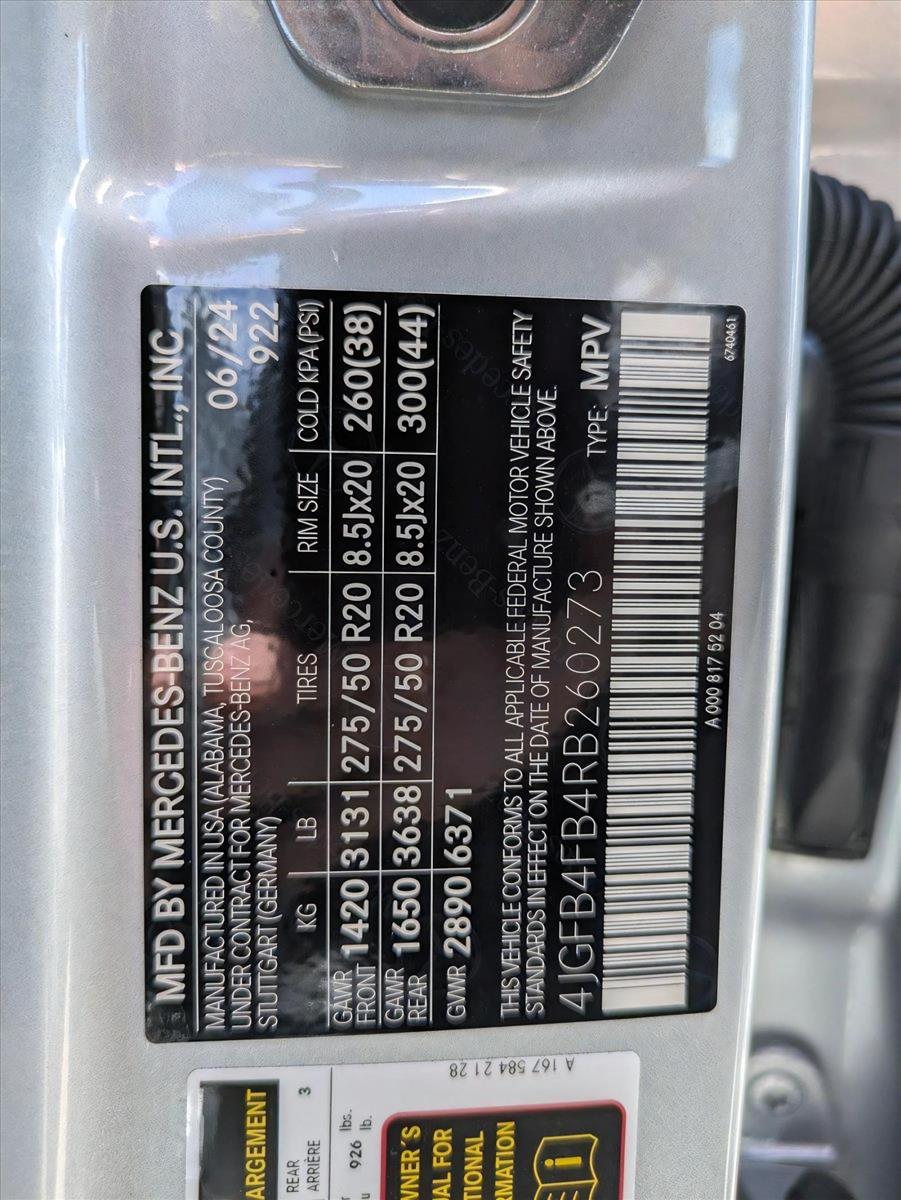 MFD BY MERCEDES-BENZ U.S. INTL., INC
MANUFACTURED IN USA (ALABAMA, TUSCALOOSA COUNTY) 06/24
UNDER CONTRACT FOR MERCEDES-BENZ AG,
STUTTGART (GERMANY) 922
KG LB TIRES RIM SIZE COLD KPA (PSI)
GAWR FRONT 1420 3131 275/50 R20 8.5Jx20 260(38)
GAWR REAR 1650 3638 275/50 R20 8.5Jx20 300(44)
GVWR 2890 6371
THIS VEHICLE CONFORMS TO ALL APPLICABLE FEDERAL MOTOR VEHICLE SAFETY
STANDARDS IN EFFECT ON THE DATE OF MANUFACTURE SHOWN ABOVE.
4JGFB4FB4RB260273 TYPE: MPV
A 000 817 52 04
6740461
A 167 584 21 28
REAR
ARRIÈRE
3
926 lbs.
lb.